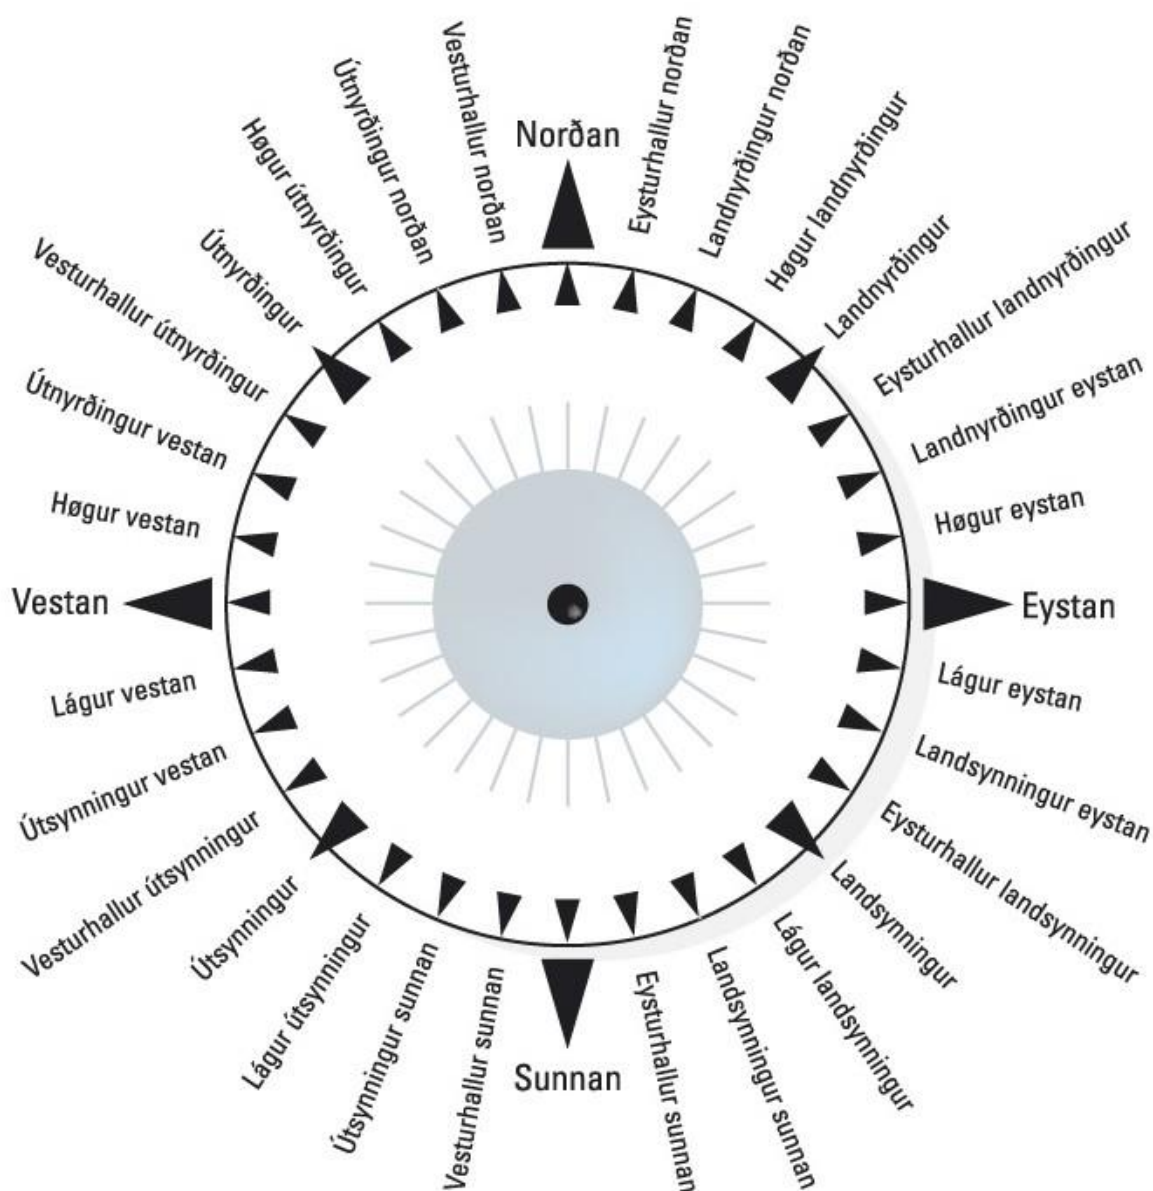 Norðan
Eysturhallur norðan
Landnyrðingur norðan
Høgur landnyrðingur
Landnyrðingur
Eysturhallur landnyrðingur
Landnyrðingur eystan
Høgur eystan
Eystan
Lágur eystan
Landsynningur eystan
Eysturhallur landsynningur
Landsynningur
Lágur landsynningur
Landsynningur sunnan
Eysturhallur sunnan
Sunnan
Vesturhallur sunnan
Útsynningur sunnan
Lágur útsynningur
Útsynningur
Vesturhallur útsynningur
Útsynningur vestan
Lágur vestan
Vestan
Høgur vestan
Útnyrðingur vestan
Vesturhallur útnyrðingur
Útnyrðingur
Høgur útnyrðingur
Útnyrðingur norðan
Vesturhallur norðan